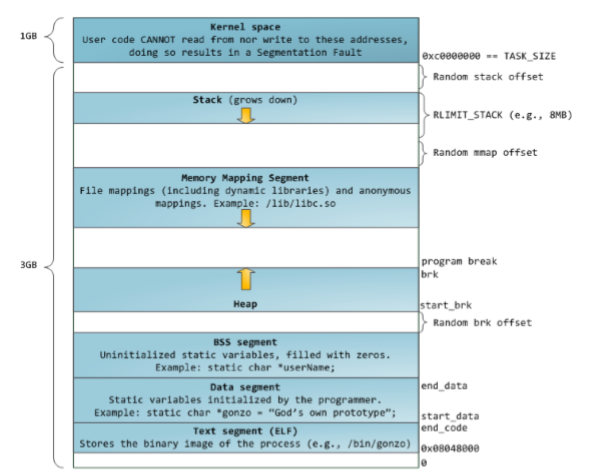 1GB
Kernel space
User code CANNOT read from nor write to these addresses,
doing so results in a Segmentation Fault
0xc0000000 == TASK_SIZE
Random stack offset
Stack (grows down)
RLIMIT_STACK (e.g., 8MB)
Random mmap offset
Memory Mapping Segment
File mappings (including dynamic libraries) and anonymous
mappings. Example: /lib/libc.so
3GB
program break
brk
Heap
start_brk
Random brk offset
BSS segment
Uninitialized static variables, filled with zeros.
Example: static char *userName;
Data segment
Static variables initialized by the programmer.
Example: static char *gonzo = “God's own prototype”;
end_data
start_data
Text segment (ELF)
Stores the binary image of the process (e.g., /bin/gonzo)
end_code
0x08048000
0